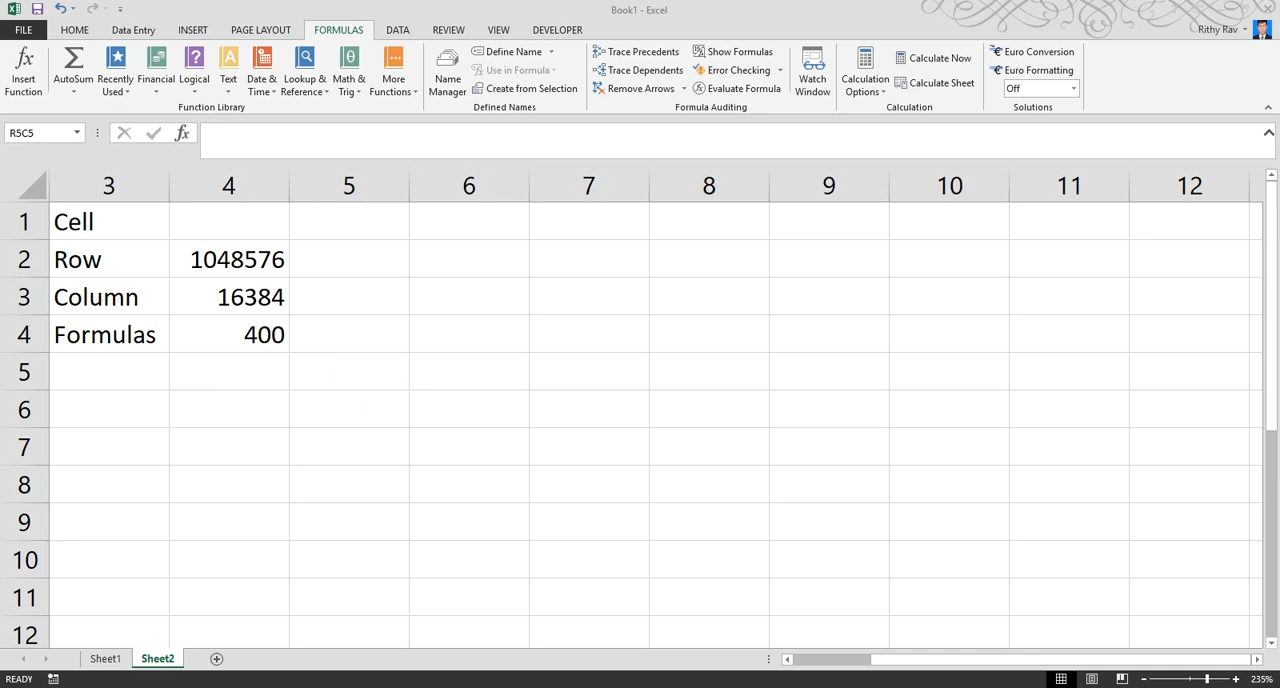 Book1 - Excel
FILE HOME Data Entry INSERT PAGE LAYOUT FORMULAS DATA REVIEW VIEW DEVELOPER Rithy Rav
fx Insert Function
Σ AutoSum
Recently Used
Financial
Logical
Text
Date & Time
Lookup & Reference
Math & Trig
More Functions
Function Library
Name Manager
Define Name
Use in Formula
Create from Selection
Defined Names
Trace Precedents
Trace Dependents
Remove Arrows
Show Formulas
Error Checking
Evaluate Formula
Formula Auditing
Watch Window
Calculation Options
Calculate Now
Calculate Sheet
Calculation
Euro Conversion
Euro Formatting
Off
Solutions
R5C5 fx
3 4 5 6 7 8 9 10 11 12
1 Cell
2 Row 1048576
3 Column 16384
4 Formulas 400
5
6
7
8
9
10
11
12
Sheet1 Sheet2
READY 235%